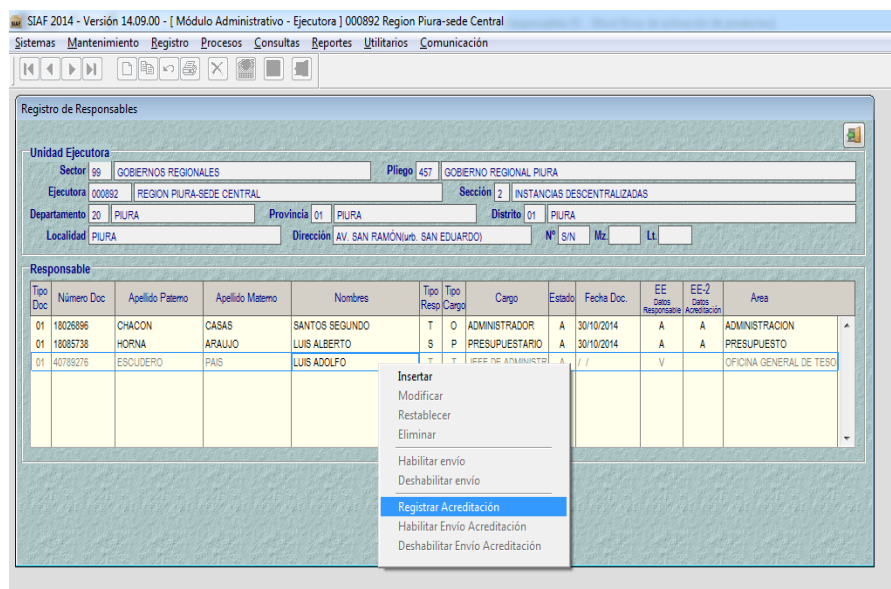 SIAF 2014 - Versión 14.09.00 - [ Módulo Administrativo - Ejecutora ] 000892 Region Piura-sede Central
Sistemas Mantenimiento Registro Procesos Consultas Reportes Utilitarios Comunicación
Registro de Responsables
Unidad Ejecutora
Sector 99 GOBIERNOS REGIONALES Pliego 457 GOBIERNO REGIONAL PIURA
Ejecutora 000892 REGION PIURA-SEDE CENTRAL Sección 2 INSTANCIAS DESCENTRALIZADAS
Departamento 20 PIURA Provincia 01 PIURA Distrito 01 PIURA
Localidad PIURA Dirección AV. SAN RAMÓN(urb. SAN EDUARDO) Nº S/N Mz. Lt.
Responsable
Tipo Doc Número Doc Apellido Paterno Apellido Materno Nombres Tipo Resp Tipo Cargo Cargo Estado Fecha Doc. EE Datos Responsable EE-2 Datos Acreditación Area
01 18026896 CHACON CASAS SANTOS SEGUNDO T O ADMINISTRADOR A 30/10/2014 A A ADMINISTRACION
01 18085738 HORNA ARAUJO LUIS ALBERTO S P PRESUPUESTARIO A 30/10/2014 A A PRESUPUESTO
01 40789276 ESCUDERO PAIS LUIS ADOLFO T T JEFE DE ADMINISTR A / / V OFICINA GENERAL DE TESO
Insertar
Modificar
Restablecer
Eliminar
Habilitar envío
Deshabilitar envío
Registrar Acreditación
Habilitar Envío Acreditación
Deshabilitar Envío Acreditación